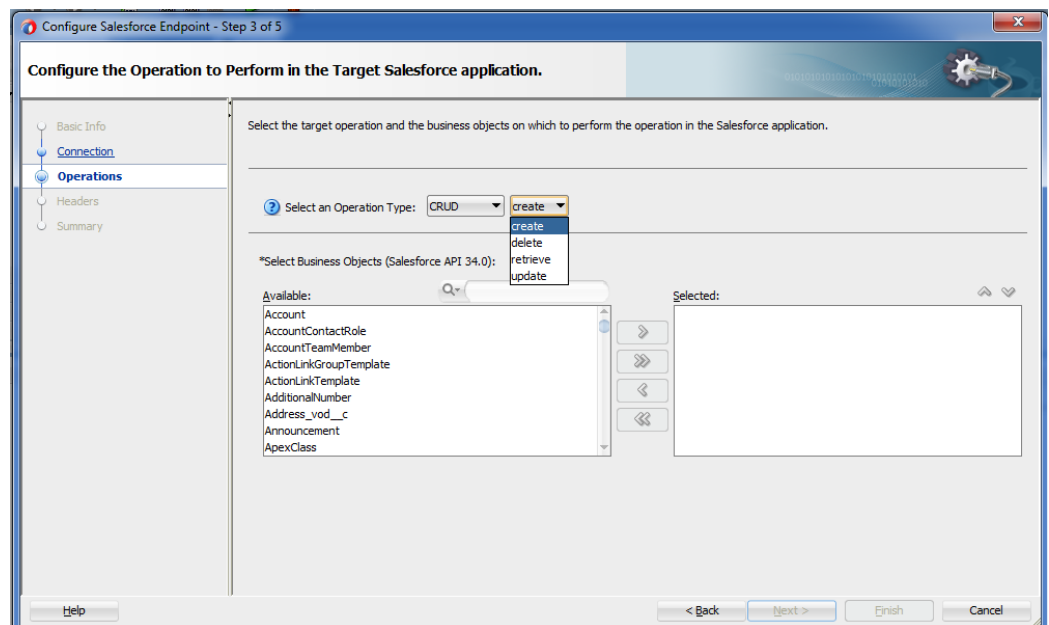 Configure Salesforce Endpoint - Step 3 of 5
Configure the Operation to Perform in the Target Salesforce application.
Basic Info
Connection
Operations
Headers
Summary
Select the target operation and the business objects on which to perform the operation in the Salesforce application.
Select an Operation Type: CRUD create
create
delete
retrieve
update
*Select Business Objects (Salesforce API 34.0):
Available:
Account
AccountContactRole
AccountTeamMember
ActionLinkGroupTemplate
ActionLinkTemplate
AdditionalNumber
Address_vod__c
Announcement
ApexClass
Selected:
Help
< Back
Next >
Finish
Cancel